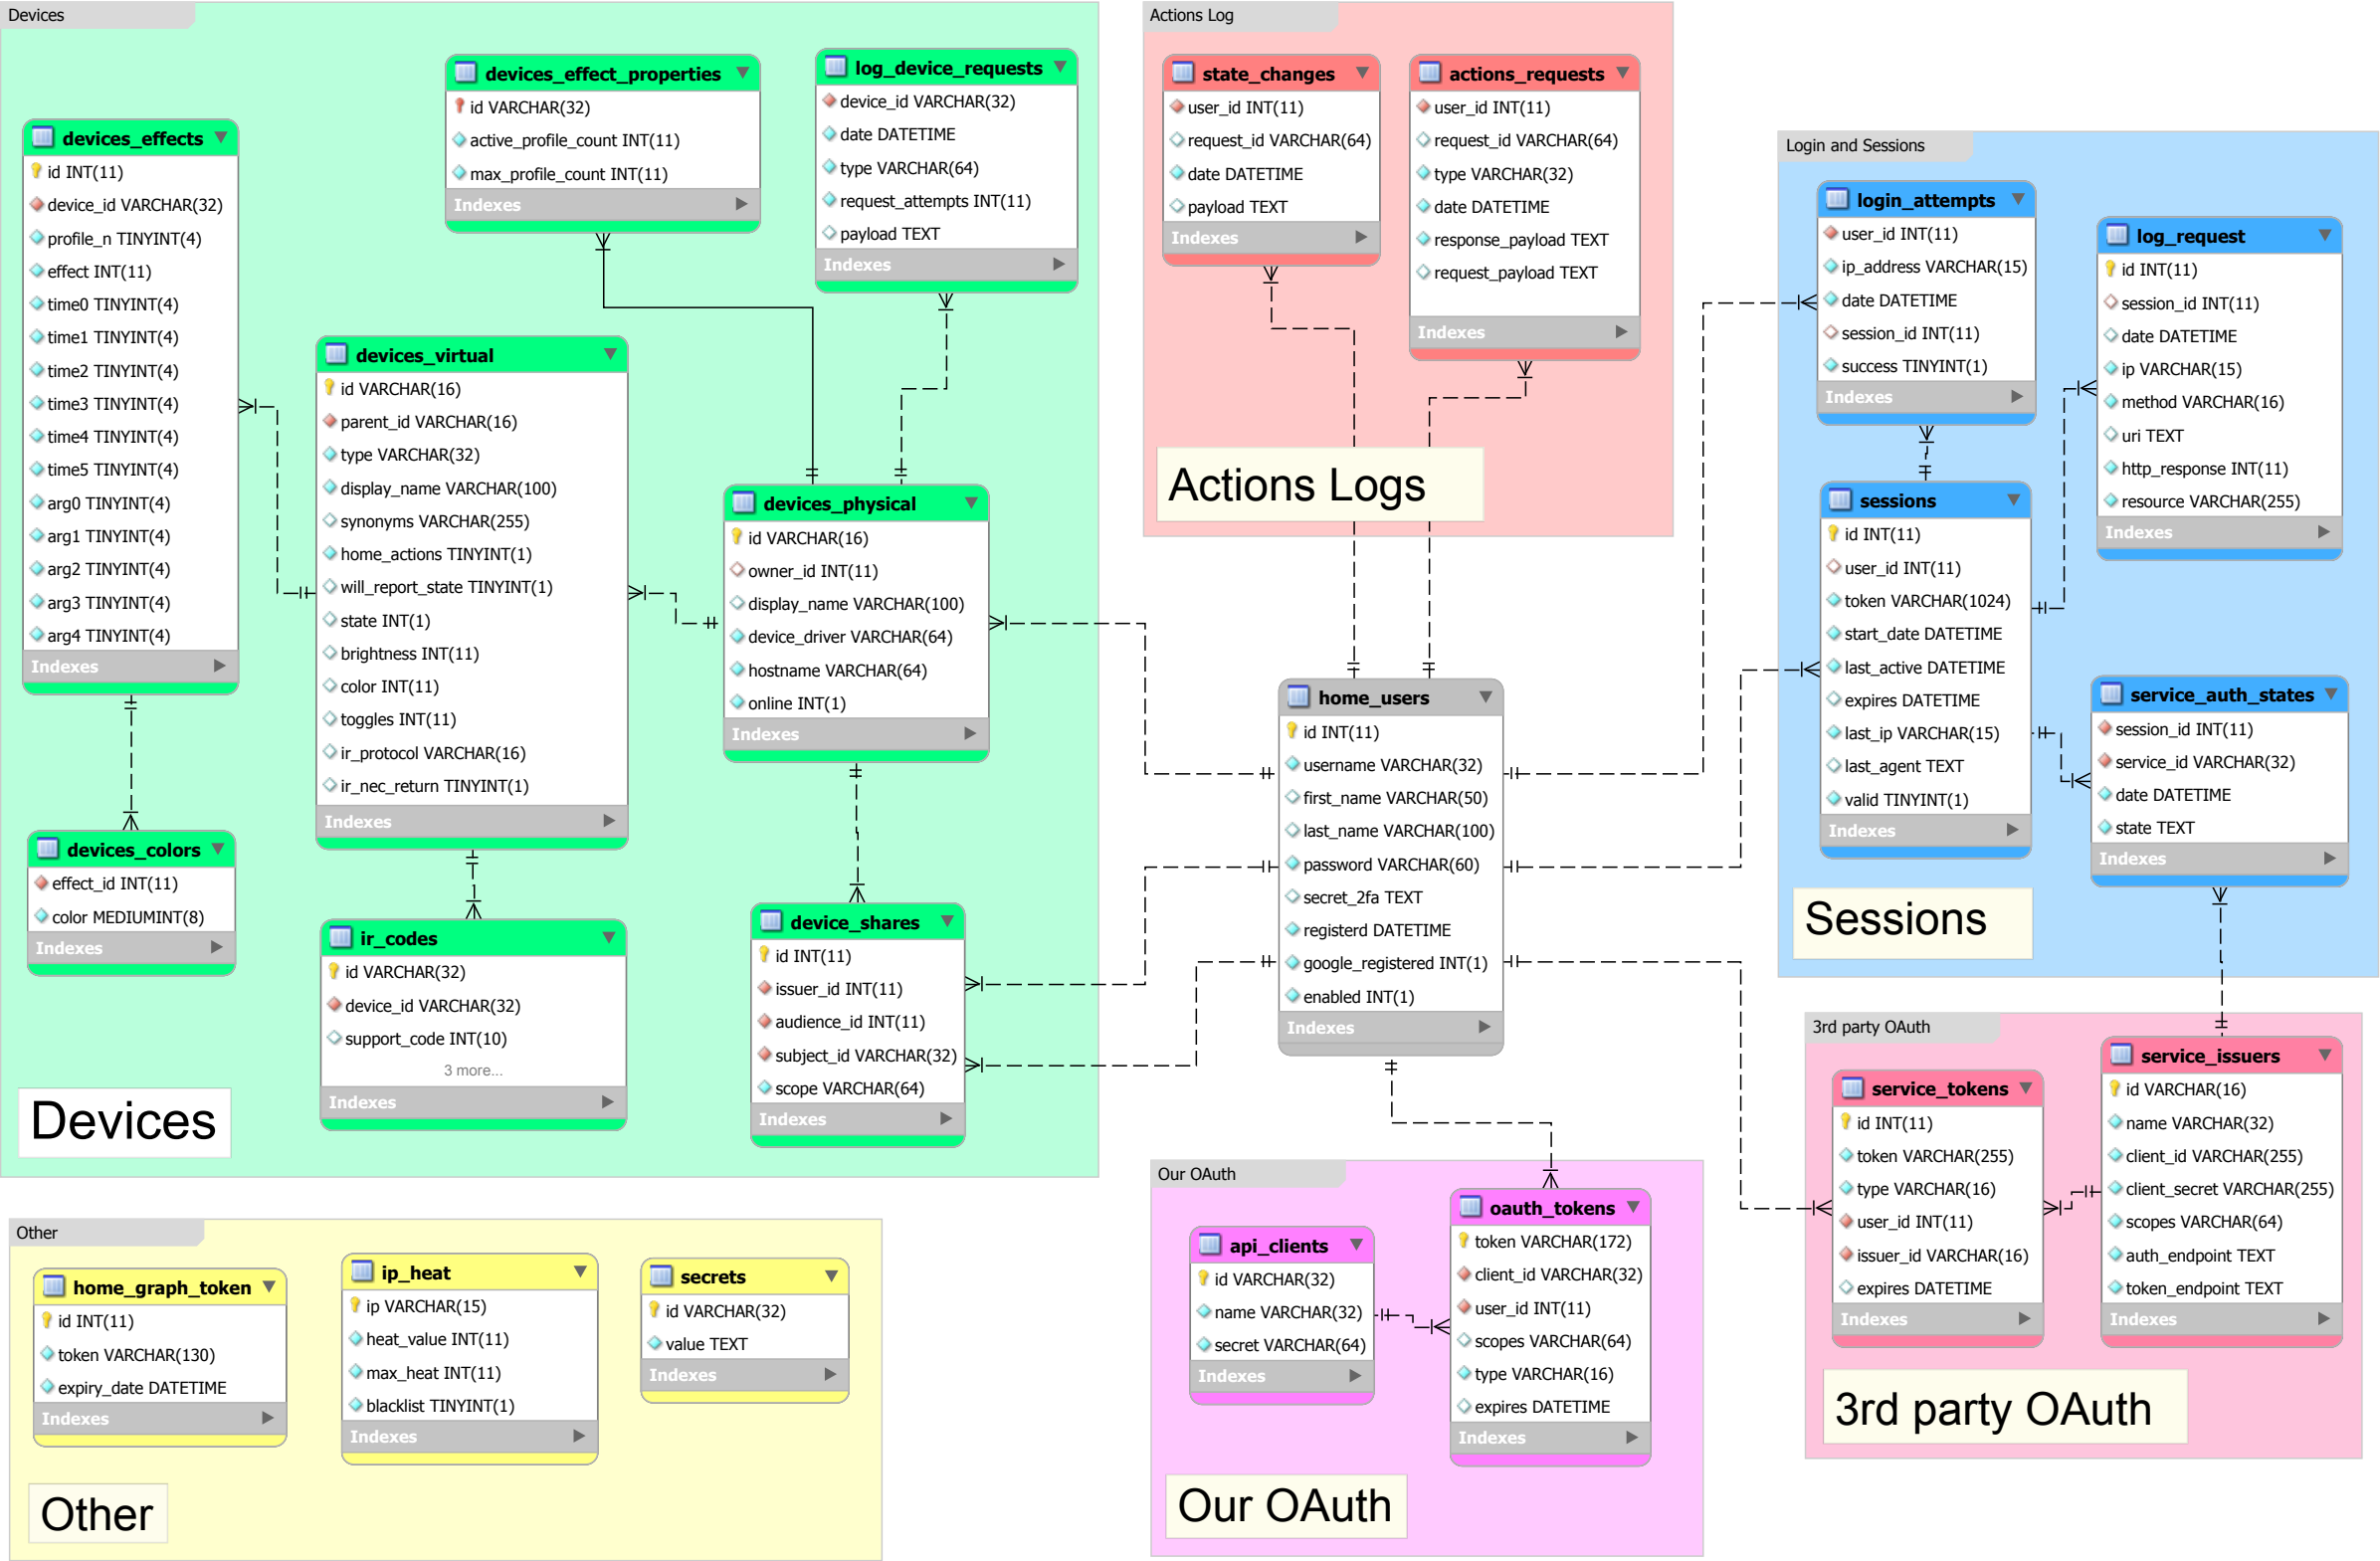 Devices
devices_effect_properties
id VARCHAR(32)
active_profile_count INT(11)
max_profile_count INT(11)
Indexes
log_device_requests
device_id VARCHAR(32)
date DATETIME
type VARCHAR(64)
request_attempts INT(11)
payload TEXT
Indexes
devices_effects
id INT(11)
device_id VARCHAR(32)
profile_n TINYINT(4)
effect INT(11)
time0 TINYINT(4)
time1 TINYINT(4)
time2 TINYINT(4)
time3 TINYINT(4)
time4 TINYINT(4)
time5 TINYINT(4)
arg0 TINYINT(4)
arg1 TINYINT(4)
arg2 TINYINT(4)
arg3 TINYINT(4)
arg4 TINYINT(4)
Indexes
devices_virtual
id VARCHAR(16)
parent_id VARCHAR(16)
type VARCHAR(32)
display_name VARCHAR(100)
synonyms VARCHAR(255)
home_actions TINYINT(1)
will_report_state TINYINT(1)
state INT(1)
brightness INT(11)
color INT(11)
toggles INT(11)
ir_protocol VARCHAR(16)
ir_nec_return TINYINT(1)
Indexes
devices_physical
id VARCHAR(16)
owner_id INT(11)
display_name VARCHAR(100)
device_driver VARCHAR(64)
hostname VARCHAR(64)
online INT(1)
Indexes
devices_colors
effect_id INT(11)
color MEDIUMINT(8)
Indexes
ir_codes
id VARCHAR(32)
device_id VARCHAR(32)
support_code INT(10)
3 more...
Indexes
device_shares
id INT(11)
issuer_id INT(11)
audience_id INT(11)
subject_id VARCHAR(32)
scope VARCHAR(64)
Indexes
Devices
Actions Log
state_changes
user_id INT(11)
request_id VARCHAR(64)
date DATETIME
payload TEXT
Indexes
actions_requests
user_id INT(11)
request_id VARCHAR(64)
type VARCHAR(32)
date DATETIME
response_payload TEXT
request_payload TEXT
Indexes
Actions Logs
home_users
id INT(11)
username VARCHAR(32)
first_name VARCHAR(50)
last_name VARCHAR(100)
password VARCHAR(60)
secret_2fa TEXT
registerd DATETIME
google_registered INT(1)
enabled INT(1)
Indexes
Login and Sessions
login_attempts
user_id INT(11)
ip_address VARCHAR(15)
date DATETIME
session_id INT(11)
success TINYINT(1)
Indexes
log_request
id INT(11)
session_id INT(11)
date DATETIME
ip VARCHAR(15)
method VARCHAR(16)
uri TEXT
http_response INT(11)
resource VARCHAR(255)
Indexes
sessions
id INT(11)
user_id INT(11)
token VARCHAR(1024)
start_date DATETIME
last_active DATETIME
expires DATETIME
last_ip VARCHAR(15)
last_agent TEXT
valid TINYINT(1)
Indexes
service_auth_states
session_id INT(11)
service_id VARCHAR(32)
date DATETIME
state TEXT
Indexes
Sessions
3rd party OAuth
service_tokens
id INT(11)
token VARCHAR(255)
type VARCHAR(16)
user_id INT(11)
issuer_id VARCHAR(16)
expires DATETIME
Indexes
service_issuers
id VARCHAR(16)
name VARCHAR(32)
client_id VARCHAR(255)
client_secret VARCHAR(255)
scopes VARCHAR(64)
auth_endpoint TEXT
token_endpoint TEXT
Indexes
3rd party OAuth
Our OAuth
api_clients
id VARCHAR(32)
name VARCHAR(32)
secret VARCHAR(64)
Indexes
oauth_tokens
token VARCHAR(172)
client_id VARCHAR(32)
user_id INT(11)
scopes VARCHAR(64)
type VARCHAR(16)
expires DATETIME
Indexes
Our OAuth
Other
home_graph_token
id INT(11)
token VARCHAR(130)
expiry_date DATETIME
Indexes
ip_heat
ip VARCHAR(15)
heat_value INT(11)
max_heat INT(11)
blacklist TINYINT(1)
Indexes
secrets
id VARCHAR(32)
value TEXT
Indexes
Other